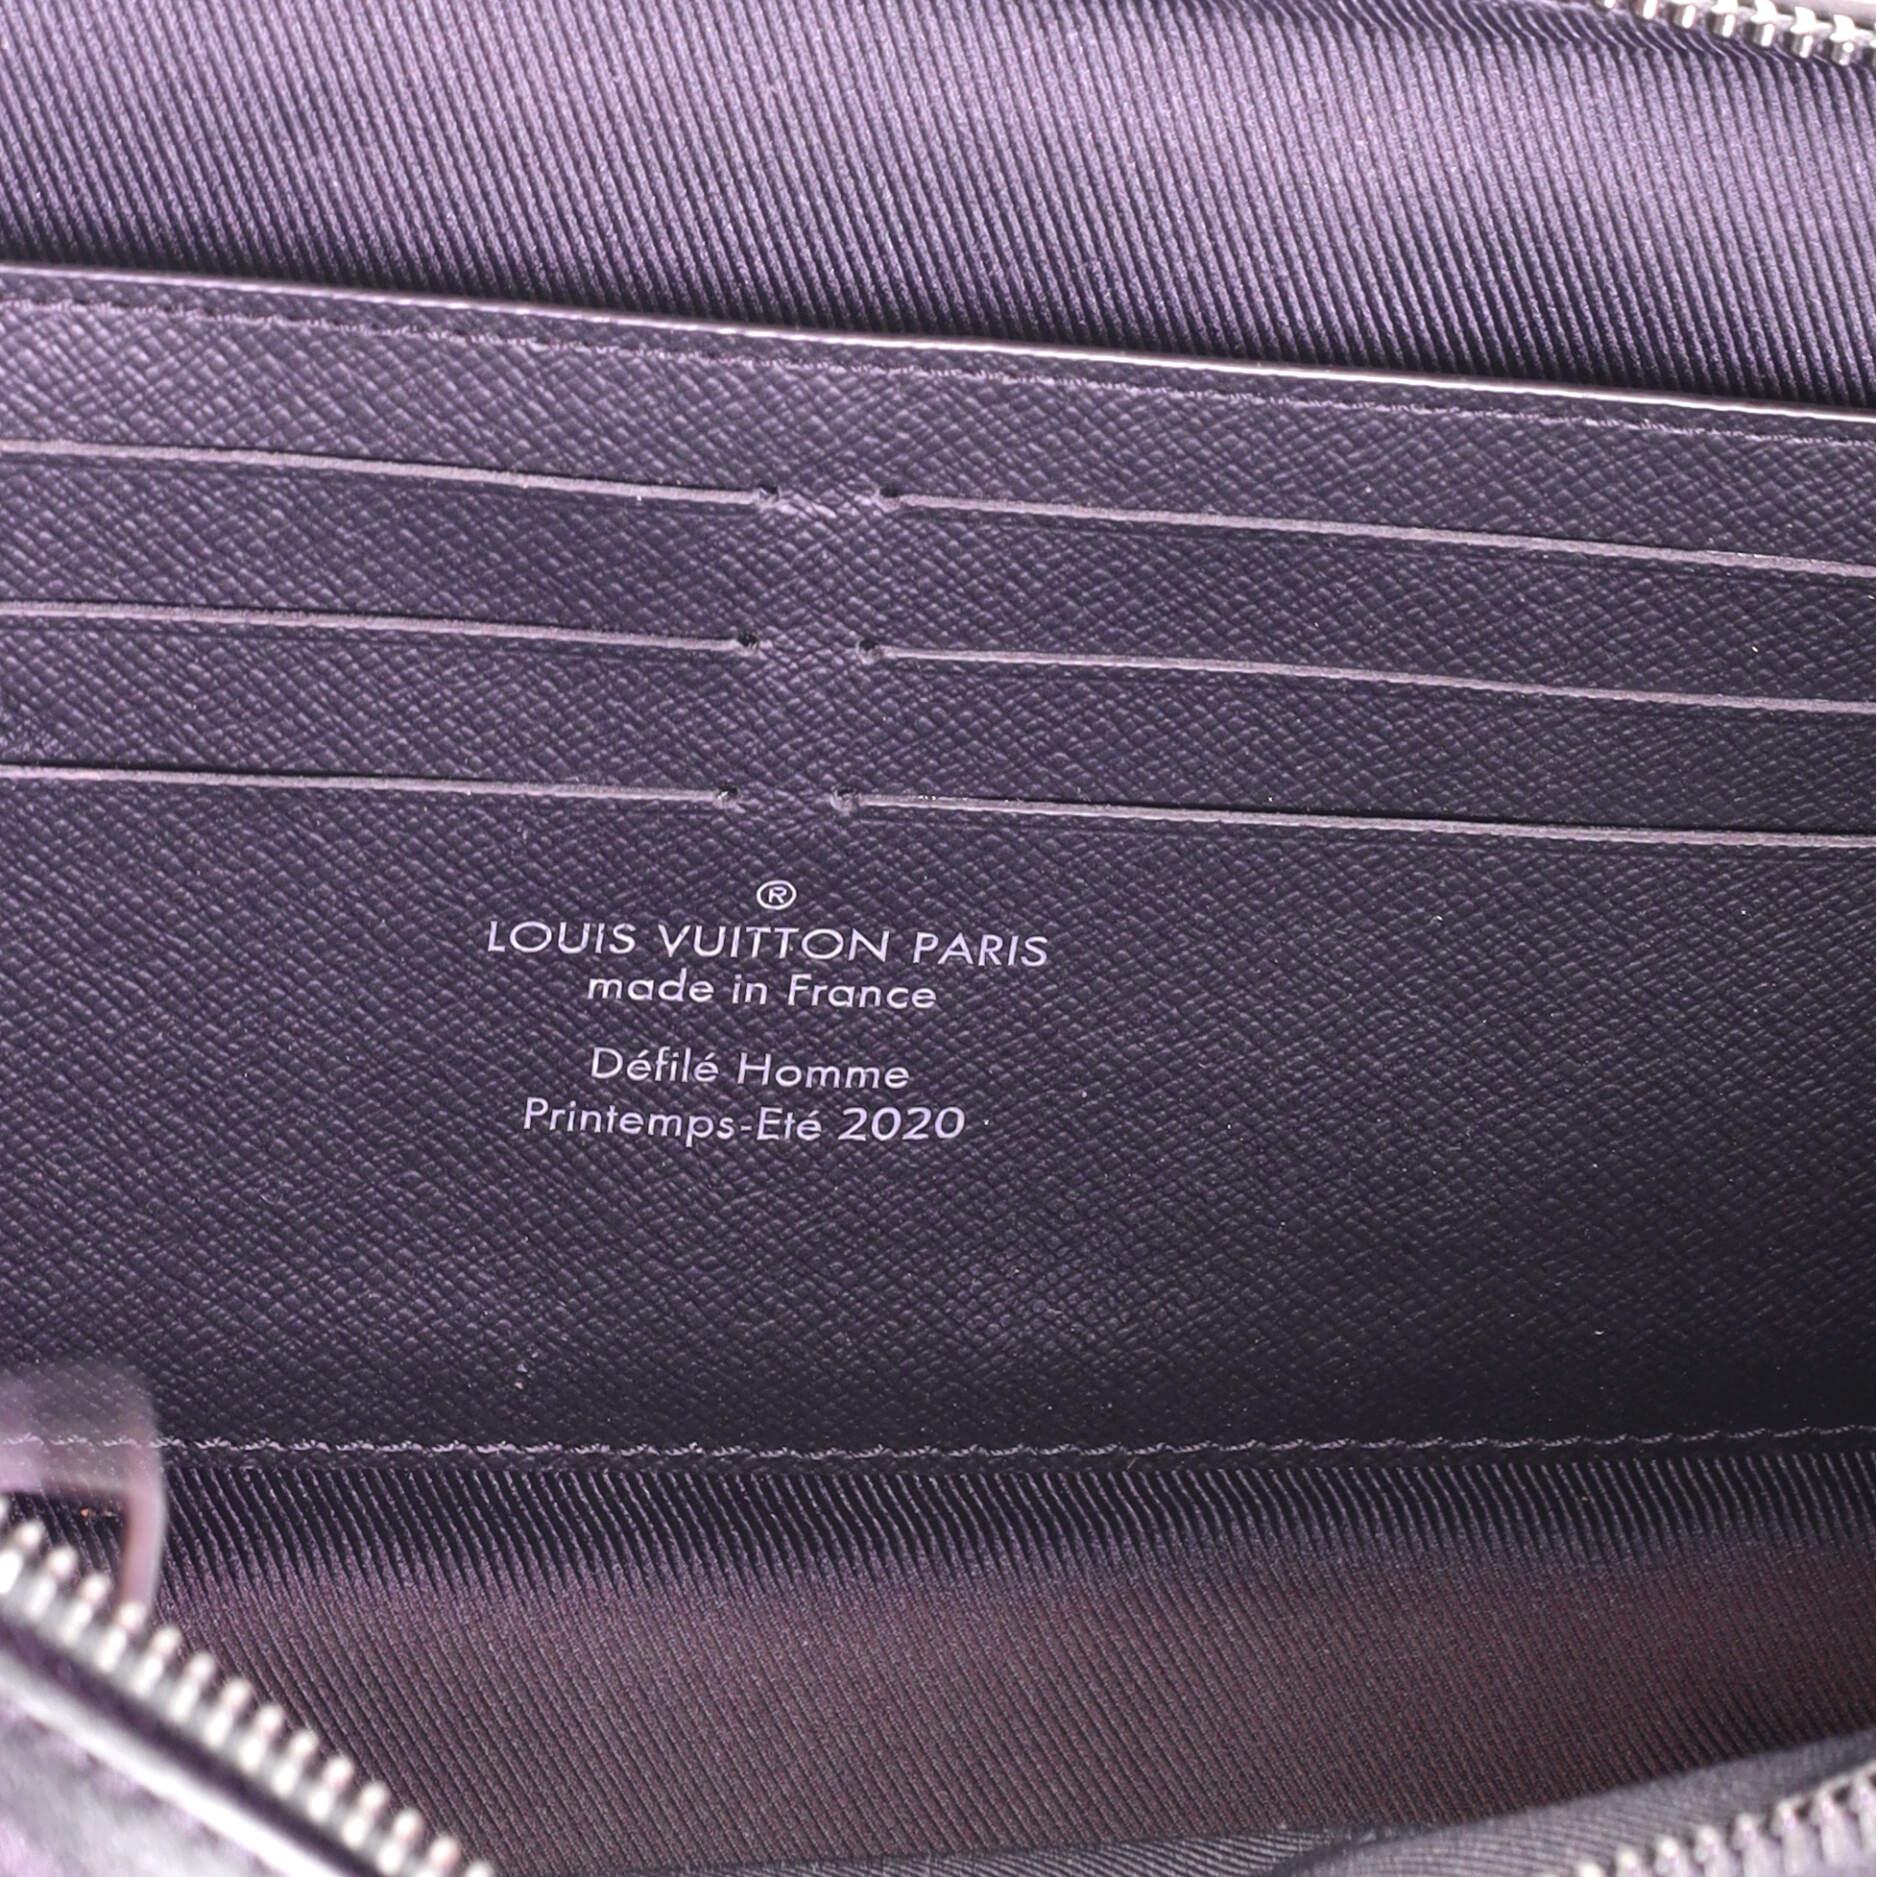 ®
LOUIS VUITTON PARIS
made in France
Défilé Homme
Printemps-Eté 2020